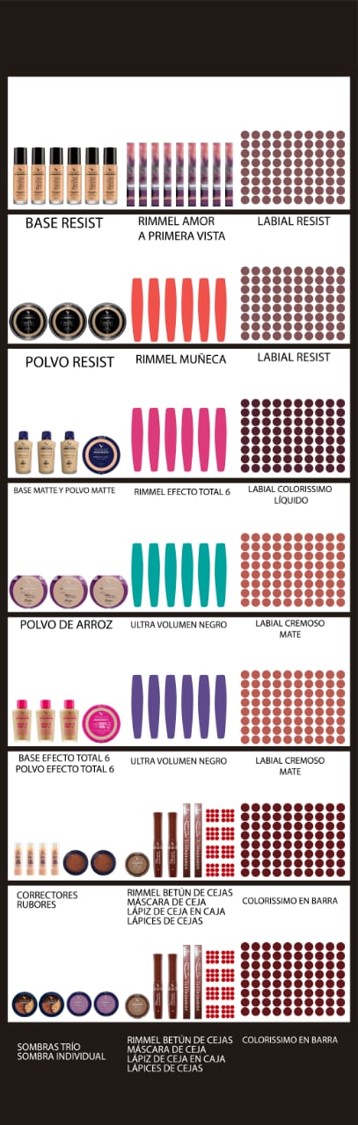 BASE RESIST
RIMMEL AMOR
A PRIMERA VISTA
LABIAL RESIST
POLVO RESIST
RIMMEL MUÑECA
LABIAL RESIST
BASE MATTE Y POLVO MATTE
RIMMEL EFECTO TOTAL 6
LABIAL COLORISSIMO
LÍQUIDO
POLVO DE ARROZ
ULTRA VOLUMEN NEGRO
LABIAL CREMOSO
MATE
BASE EFECTO TOTAL 6
POLVO EFECTO TOTAL 6
ULTRA VOLUMEN NEGRO
LABIAL CREMOSO
MATE
CORRECTORES
RUBORES
RIMMEL BETÚN DE CEJAS
MÁSCARA DE CEJA
LÁPIZ DE CEJA EN CAJA
LÁPICES DE CEJAS
COLORISSIMO EN BARRA
SOMBRAS TRÍO
SOMBRA INDIVIDUAL
RIMMEL BETÚN DE CEJAS
MÁSCARA DE CEJA
LÁPIZ DE CEJA EN CAJA
LÁPICES DE CEJAS
COLORISSIMO EN BARRA